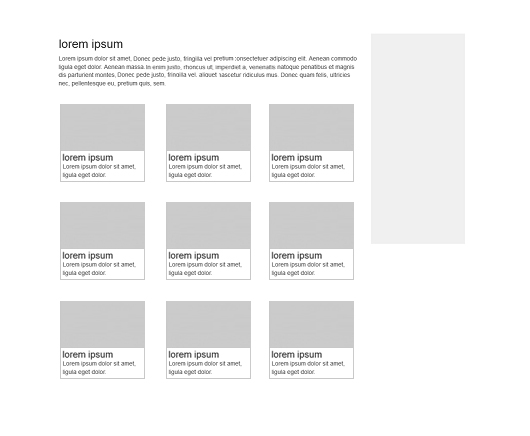 lorem ipsum
Lorem ipsum dolor sit amet, Donec pede justo, fringilla vel pretium consectetuer adipiscing elit. Aenean commodo
ligula eget dolor. Aenean massa.In enim justo, rhoncus ut, imperdiet a, venenatis natoque penatibus et magnis
dis parturient montes, Donec pede justo, fringilla vel, aliquet nascetur ridiculus mus. Donec quam felis, ultricies
nec, pellentesque eu, pretium quis, sem.
lorem ipsum
Lorem ipsum dolor sit amet,
ligula eget dolor.
lorem ipsum
Lorem ipsum dolor sit amet,
ligula eget dolor.
lorem ipsum
Lorem ipsum dolor sit amet,
ligula eget dolor.
lorem ipsum
Lorem ipsum dolor sit amet,
ligula eget dolor.
lorem ipsum
Lorem ipsum dolor sit amet,
ligula eget dolor.
lorem ipsum
Lorem ipsum dolor sit amet,
ligula eget dolor.
lorem ipsum
Lorem ipsum dolor sit amet,
ligula eget dolor.
lorem ipsum
Lorem ipsum dolor sit amet,
ligula eget dolor.
lorem ipsum
Lorem ipsum dolor sit amet,
ligula eget dolor.